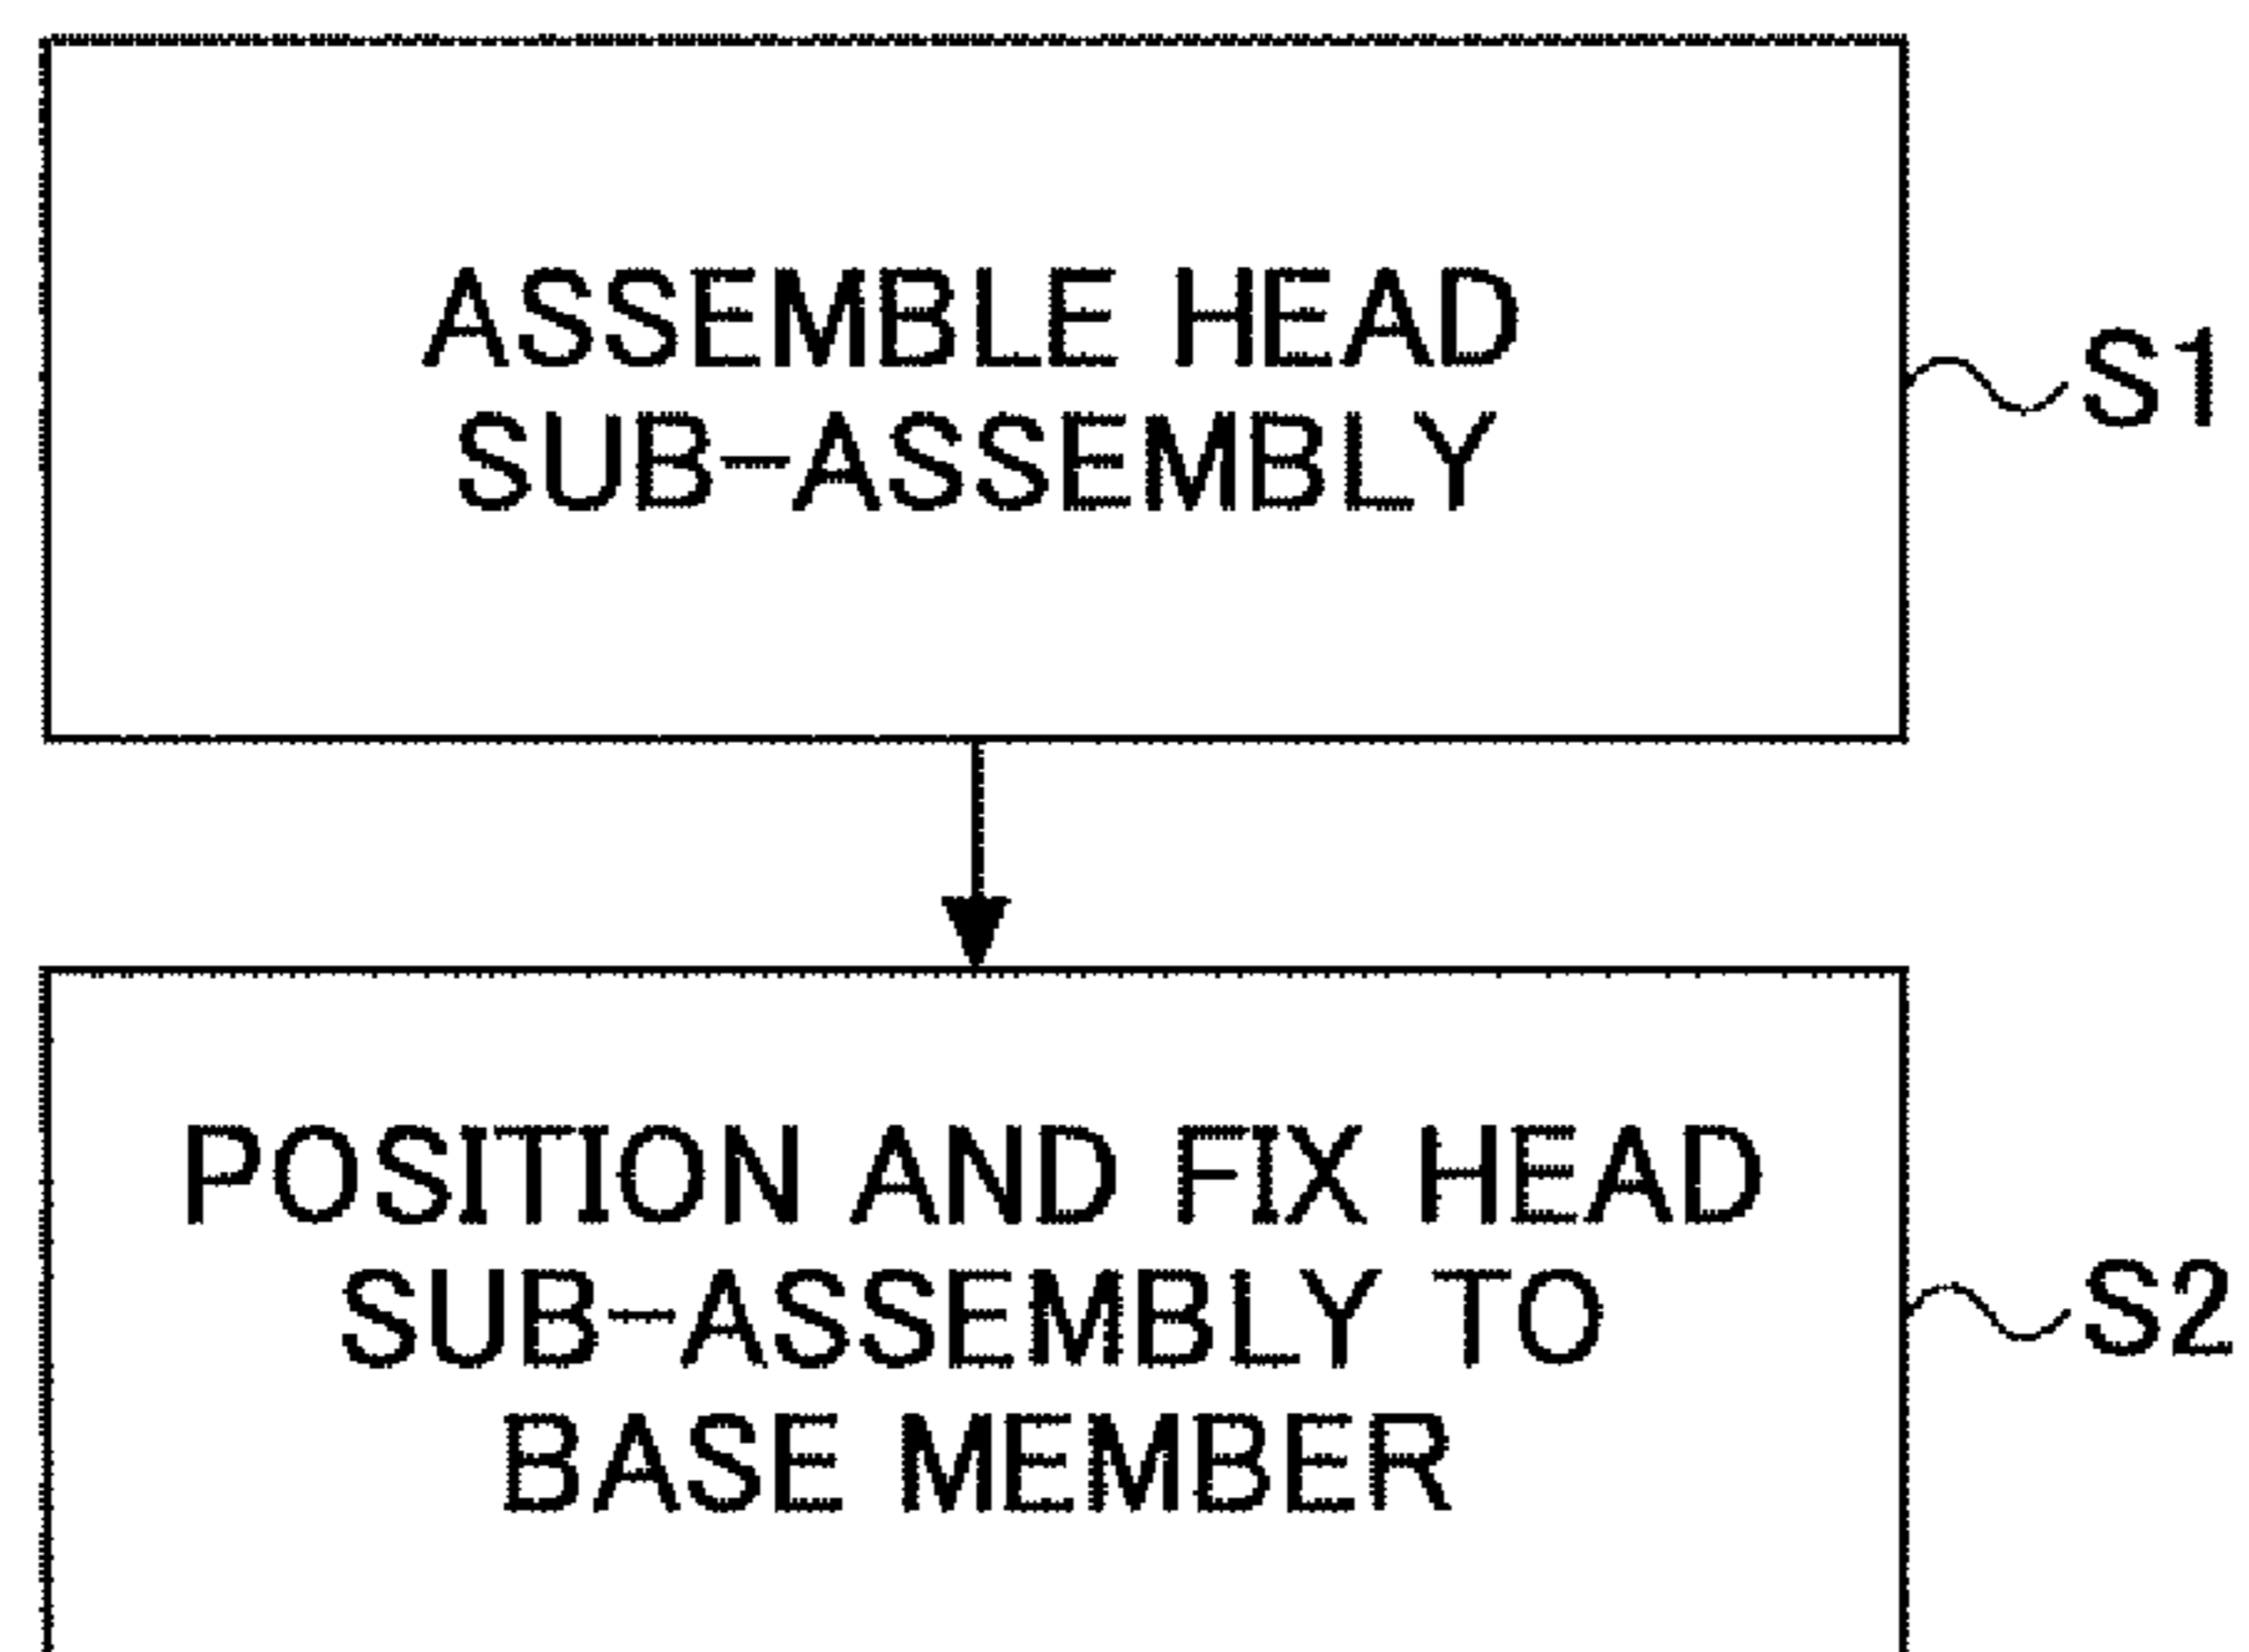 ASSEMBLE HEAD
SUB-ASSEMBLY
S1
POSITION AND FIX HEAD
SUB-ASSEMBLY TO
BASE MEMBER
S2